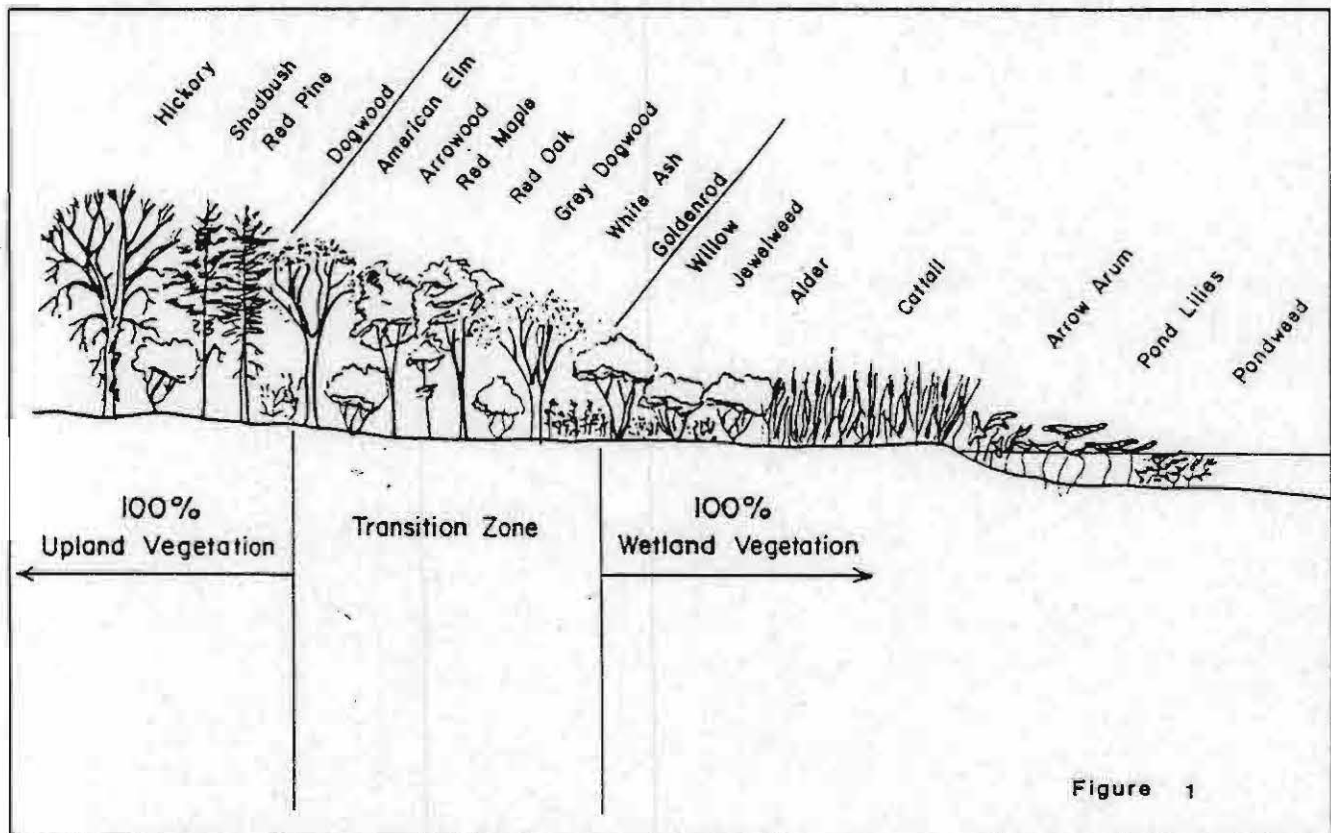 Hickory
Shadbush
Red Pine
Dogwood
American Elm
Arrowood
Red Maple
Red Oak
Grey Dogwood
White Ash
Goldenrod
Willow
Jewelweed
Alder
Cattail
Arrow Arum
Pond Lilies
Pondweed
100%
Upland Vegetation
Transition Zone
100%
Wetland Vegetation
Figure 1